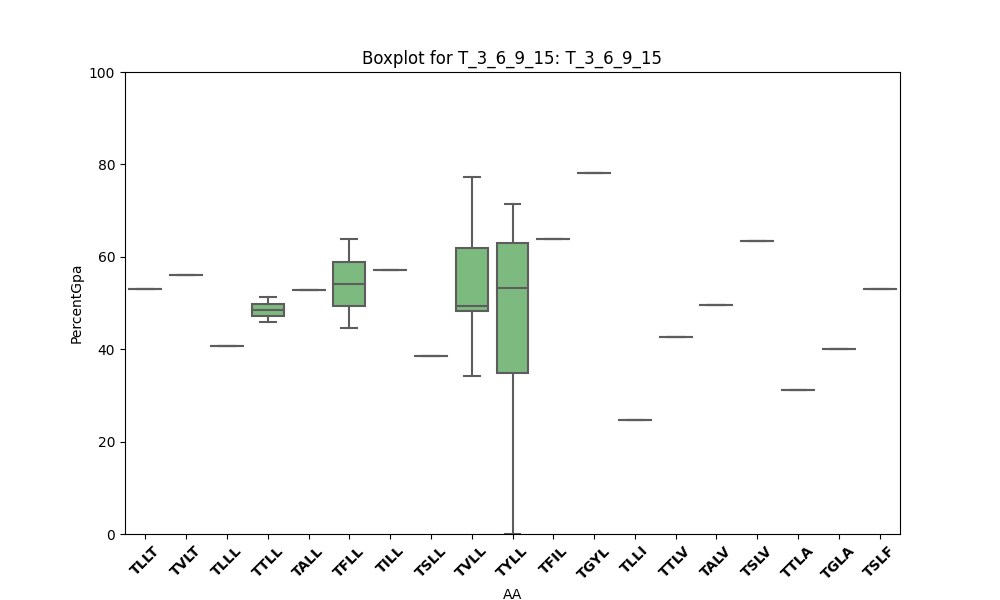 Boxplot for T_3_6_9_15: T_3_6_9_15
PercentGpa
100
80
60
40
20
0
TLLT
TVLT
TLLL
TTLL
TALL
TFLL
TILL
TSLL
TVLL
TYLL
TFIL
TGYL
TLLI
TTLV
TALV
TSLV
TTLA
TGLA
TSLF
AA